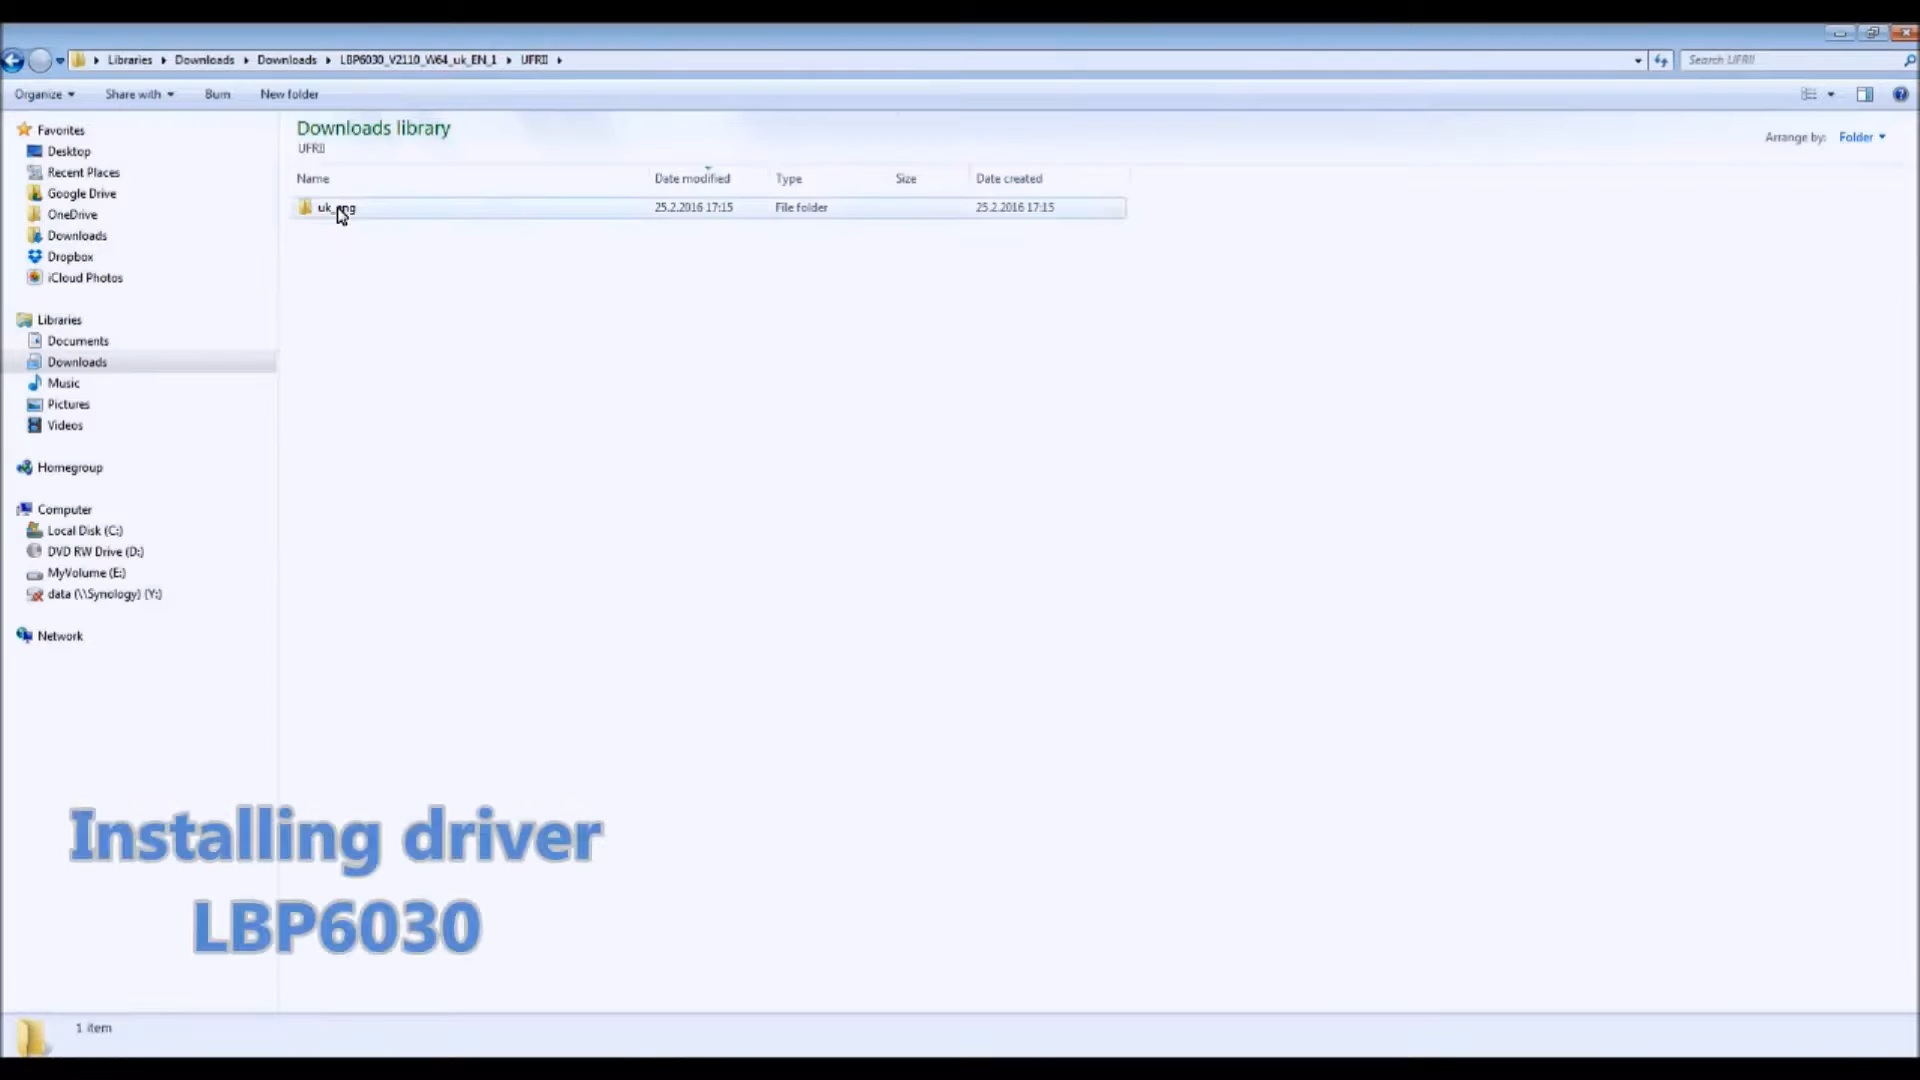 Libraries Downloads Downloads LBP6030_V2110_W64_uk_EN_1 UFRII
Search UFRII
Organize Share with Burn New folder
Favorites
Desktop
Recent Places
Google Drive
OneDrive
Downloads
Dropbox
iCloud Photos
Libraries
Documents
Downloads
Music
Pictures
Videos
Homegroup
Computer
Local Disk (C:)
DVD RW Drive (D:)
MyVolume (E:)
data (\\Synology) (Y:)
Network
Downloads library
UFRII
Arrange by: Folder
Name Date modified Type Size Date created
uk_eng 25.2.2016 17:15 File folder 25.2.2016 17:15
Installing driver
LBP6030
1 item